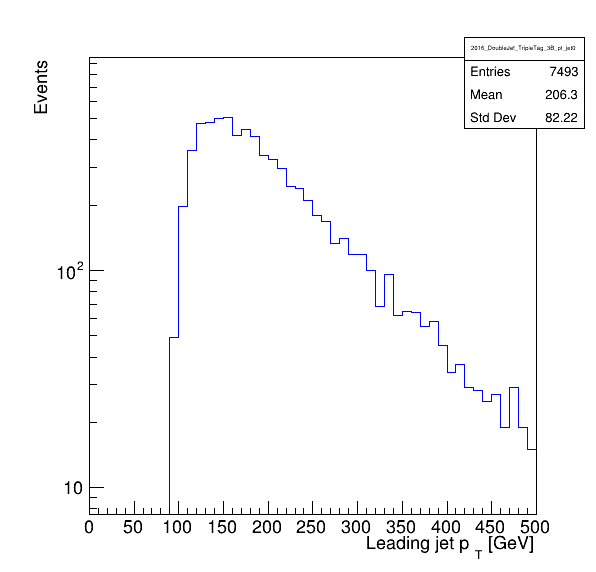 2016_DoubleJet_TripleTag_3B_pt_jet0
Entries 7493
Mean 206.3
Std Dev 82.22
Events
10²
10
0 50 100 150 200 250 300 350 400 450 500
Leading jet p_T [GeV]